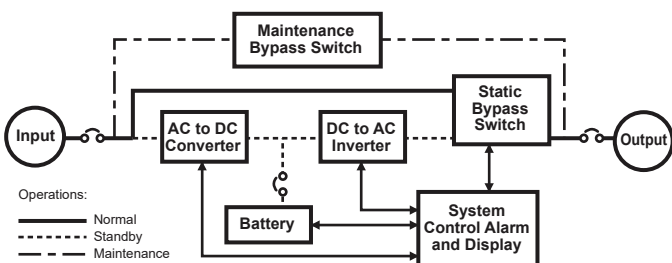 Maintenance
Bypass Switch
Static
Bypass
Switch
Input
AC to DC
Converter
DC to AC
Inverter
Output
Operations:
Normal
Standby
Maintenance
Battery
System
Control Alarm
and Display